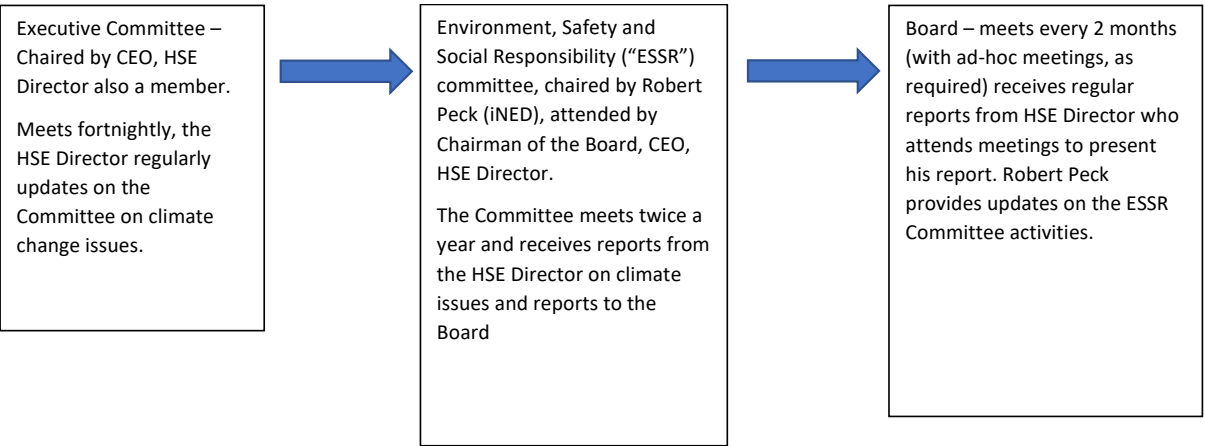 Executive Committee –
Chaired by CEO, HSE
Director also a member.
Meets fortnightly, the
HSE Director regularly
updates on the
Committee on climate
change issues.
Environment, Safety and
Social Responsibility (“ESSR”)
committee, chaired by Robert
Peck (iNED), attended by
Chairman of the Board, CEO,
HSE Director.
The Committee meets twice a
year and receives reports from
the HSE Director on climate
issues and reports to the
Board
Board – meets every 2 months
(with ad-hoc meetings, as
required) receives regular
reports from HSE Director who
attends meetings to present
his report. Robert Peck
provides updates on the ESSR
Committee activities.